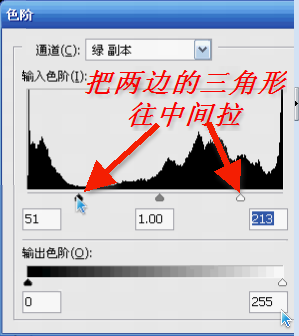 色阶
通道(C): 绿 副本
输入色阶(I):
把两边的三角形
往中间拉
51 1.00 213
输出色阶(O):
0 255